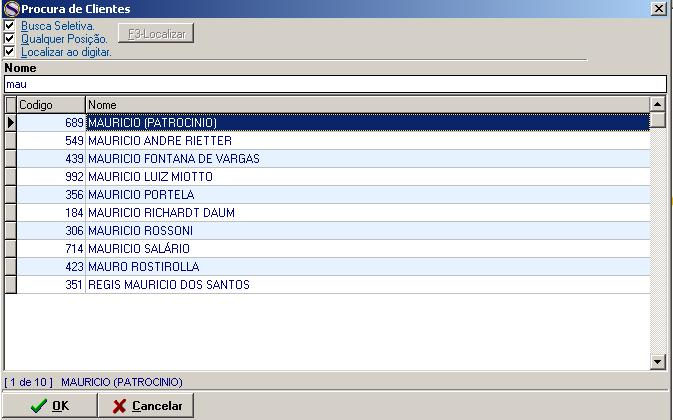 Procura de Clientes
Busca Seletiva.
Qualquer Posição.
Localizar ao digitar.
F3-Localizar
Nome
mau
Codigo Nome
689 MAURICIO (PATROCINIO)
549 MAURICIO ANDRE RIETTER
439 MAURICIO FONTANA DE VARGAS
992 MAURICIO LUIZ MIOTTO
356 MAURICIO PORTELA
184 MAURICIO RICHARDT DAUM
306 MAURICIO ROSSONI
714 MAURICIO SALÁRIO
423 MAURO ROSTIROLLA
351 REGIS MAURICIO DOS SANTOS
[ 1 de 10 ] MAURICIO (PATROCINIO)
OK Cancelar